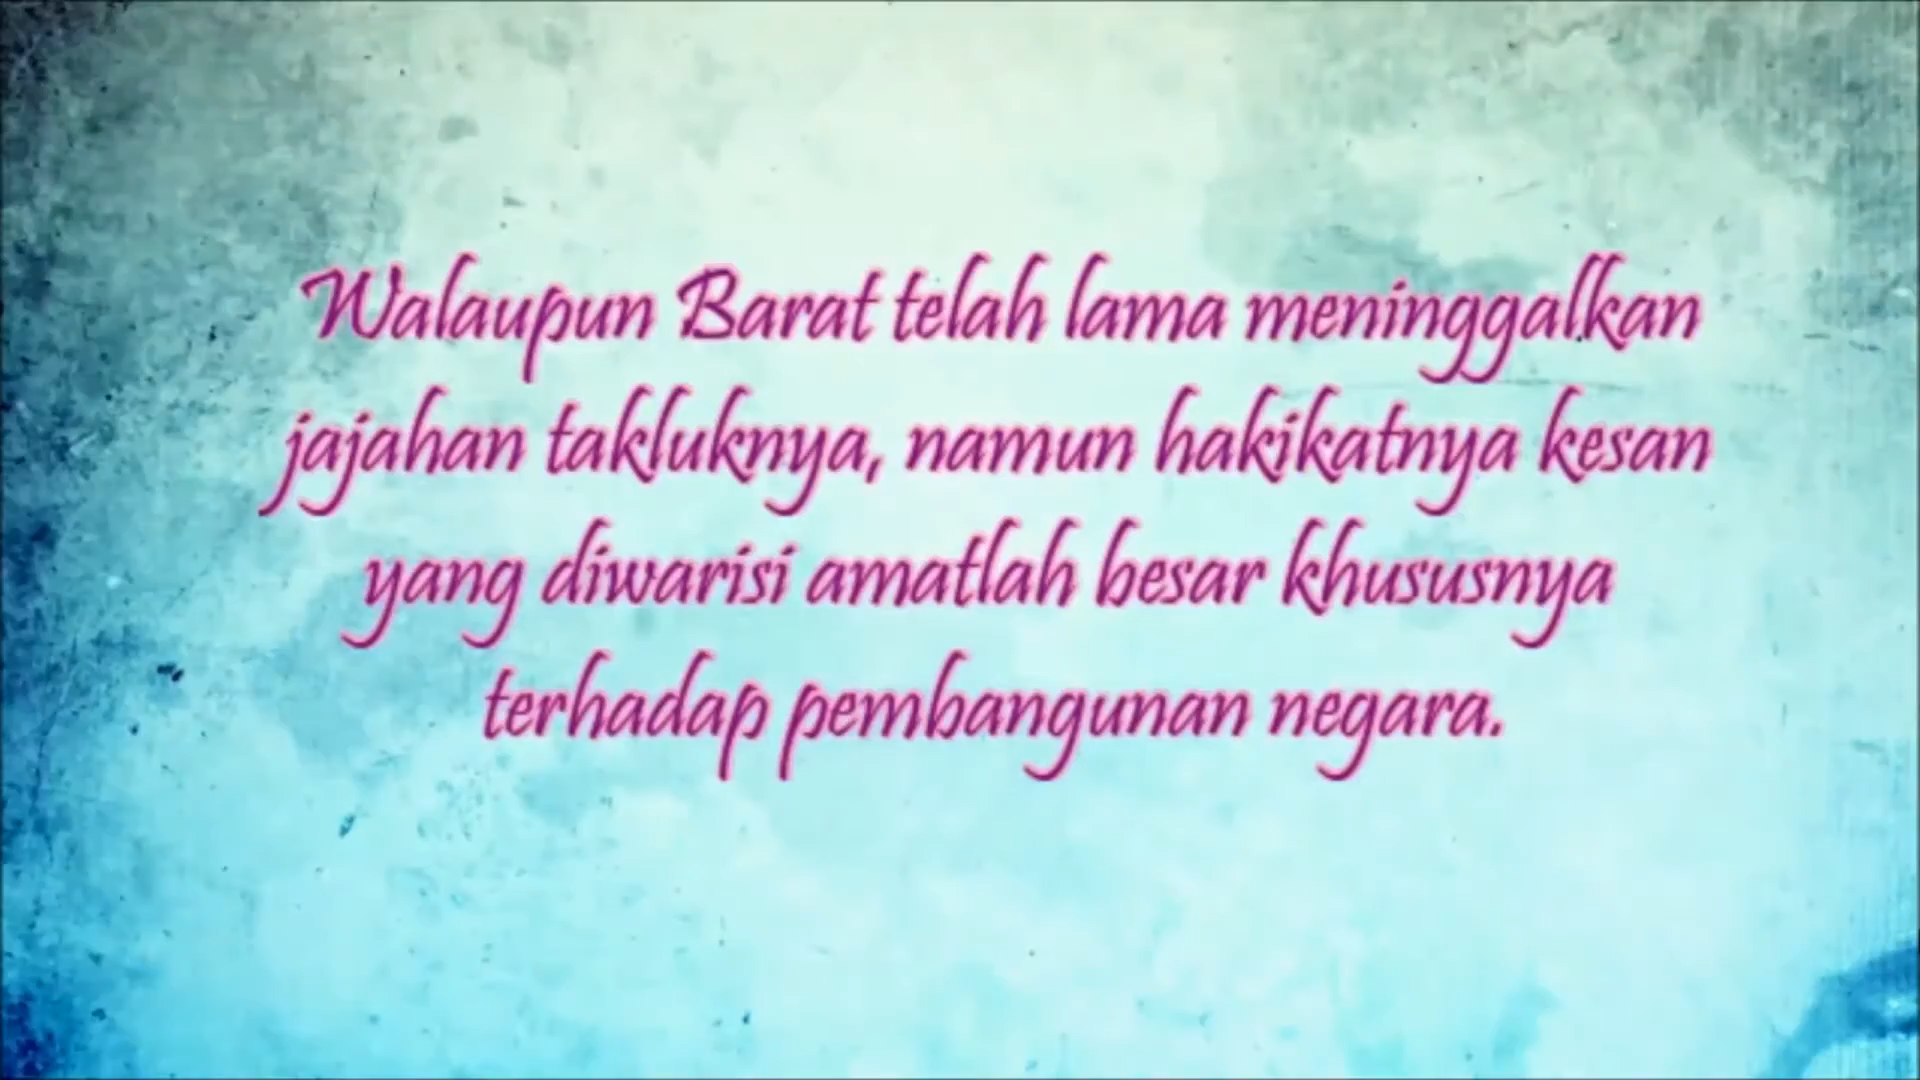 Walaupun Barat telah lama meninggalkan
jajahan takluknya, namun hakikatnya kesan
yang diwarisi amatlah besar khususnya
terhadap pembangunan negara.